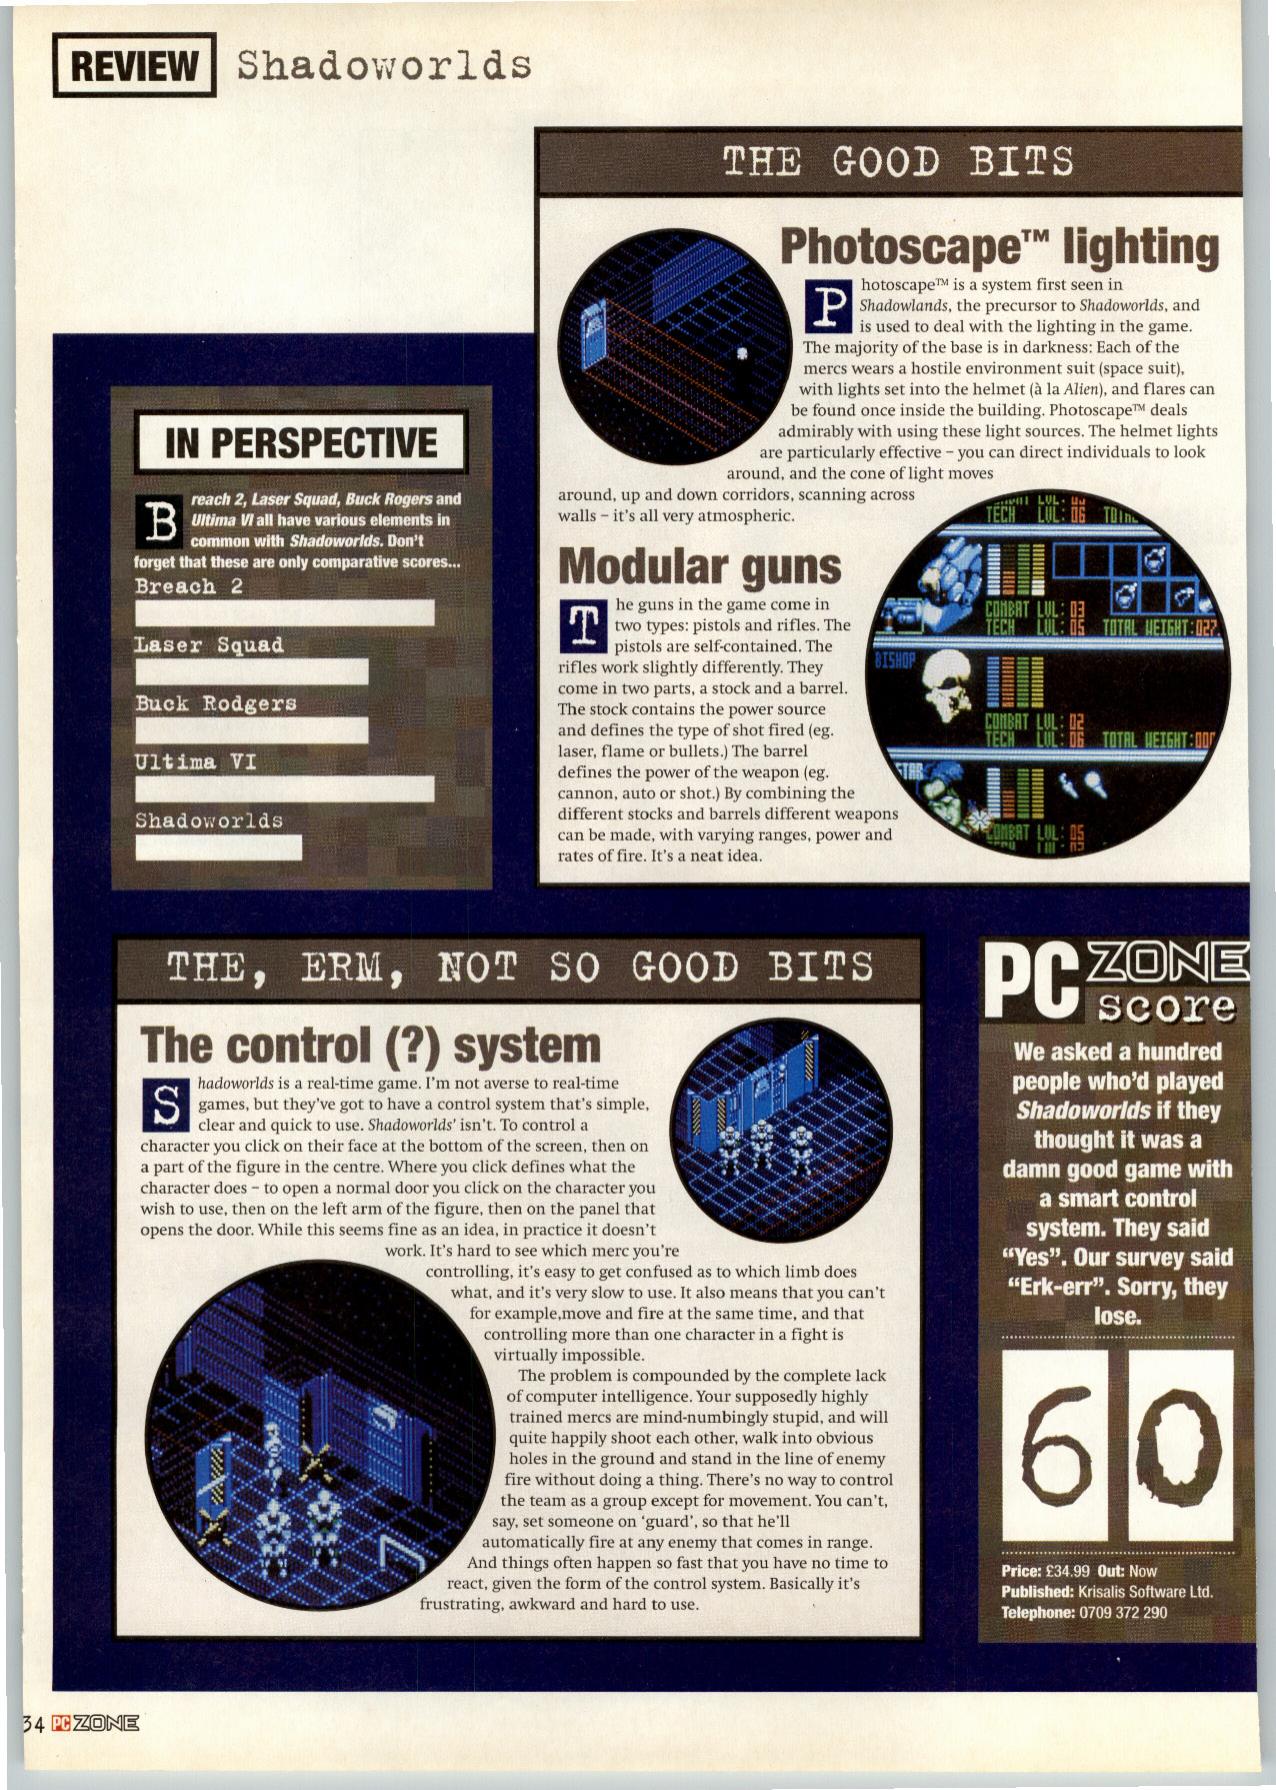 REVIEW Shadoworlds
THE GOOD BITS
Photoscape™ lighting
Photoscape™ is a system first seen in
Shadowlands, the precursor to Shadoworlds, and
is used to deal with the lighting in the game.
The majority of the base is in darkness: Each of the
mercs wears a hostile environment suit (space suit),
with lights set into the helmet (à la Alien), and flares can
be found once inside the building. Photoscape™ deals
admirably with using these light sources. The helmet lights
are particularly effective – you can direct individuals to look
around, and the cone of light moves
around, up and down corridors, scanning across
walls – it's all very atmospheric.
Modular guns
The guns in the game come in
two types: pistols and rifles. The
pistols are self-contained. The
rifles work slightly differently. They
come in two parts, a stock and a barrel.
The stock contains the power source
and defines the type of shot fired (eg.
laser, flame or bullets.) The barrel
defines the power of the weapon (eg.
cannon, auto or shot.) By combining the
different stocks and barrels different weapons
can be made, with varying ranges, power and
rates of fire. It's a neat idea.
TECH LVL: 06 TOTAL
COMBAT LVL: 03
TECH LVL: 05 TOTAL WEIGHT:027
BISHOP
COMBAT LVL: 02
TECH LVL: 06 TOTAL WEIGHT:000
STAR
COMBAT LVL: 05
IN PERSPECTIVE
Breach 2, Laser Squad, Buck Rogers and
Ultima VI all have various elements in
common with Shadoworlds. Don't
forget that these are only comparative scores...
Breach 2
Laser Squad
Buck Rodgers
Ultima VI
Shadoworlds
THE, ERM, NOT SO GOOD BITS
The control (?) system
Shadoworlds is a real-time game. I'm not averse to real-time
games, but they've got to have a control system that's simple,
clear and quick to use. Shadoworlds' isn't. To control a
character you click on their face at the bottom of the screen, then on
a part of the figure in the centre. Where you click defines what the
character does – to open a normal door you click on the character you
wish to use, then on the left arm of the figure, then on the panel that
opens the door. While this seems fine as an idea, in practice it doesn't
work. It's hard to see which merc you're
controlling, it's easy to get confused as to which limb does
what, and it's very slow to use. It also means that you can't
for example,move and fire at the same time, and that
controlling more than one character in a fight is
virtually impossible.
The problem is compounded by the complete lack
of computer intelligence. Your supposedly highly
trained mercs are mind-numbingly stupid, and will
quite happily shoot each other, walk into obvious
holes in the ground and stand in the line of enemy
fire without doing a thing. There's no way to control
the team as a group except for movement. You can't,
say, set someone on 'guard', so that he'll
automatically fire at any enemy that comes in range.
And things often happen so fast that you have no time to
react, given the form of the control system. Basically it's
frustrating, awkward and hard to use.
PC ZONE
score
We asked a hundred
people who'd played
Shadoworlds if they
thought it was a
damn good game with
a smart control
system. They said
"Yes". Our survey said
"Erk-err". Sorry, they
lose.
60
Price: £34.99 Out: Now
Published: Krisalis Software Ltd.
Telephone: 0709 372 290
34 PC ZONE